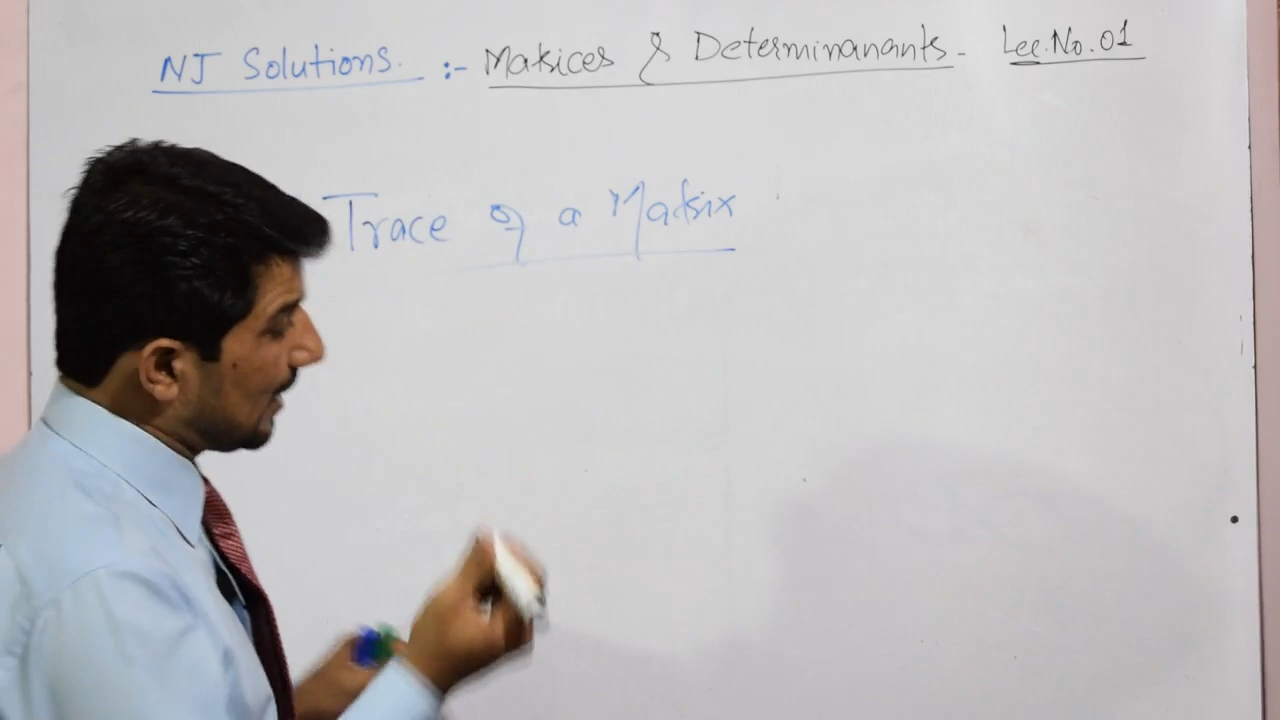 NJ Solutions. :- Matrices & Determinanants - Lec.No.01
Trace of a Matrix